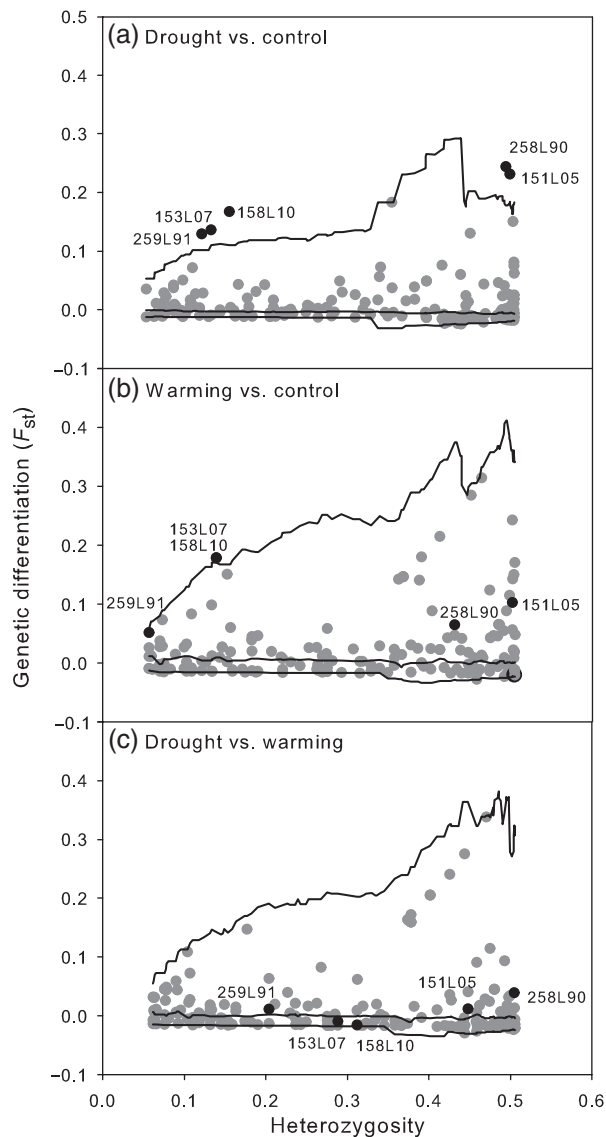 0.5
(a) Drought vs. control
0.4
0.3
258L90
0.2
151L05
153L07
158L10
259L91
0.1
0.0
–0.1
(b) Warming vs. control
0.4
0.3
0.2
153L07
158L10
259L91
0.1
151L05
258L90
0.0
–0.1
(c) Drought vs. warming
0.4
0.3
0.2
0.1
259L91
151L05
258L90
0.0
153L07
158L10
–0.1
0.0 0.1 0.2 0.3 0.4 0.5 0.6
Heterozygosity
Genetic differentiation (Fst)